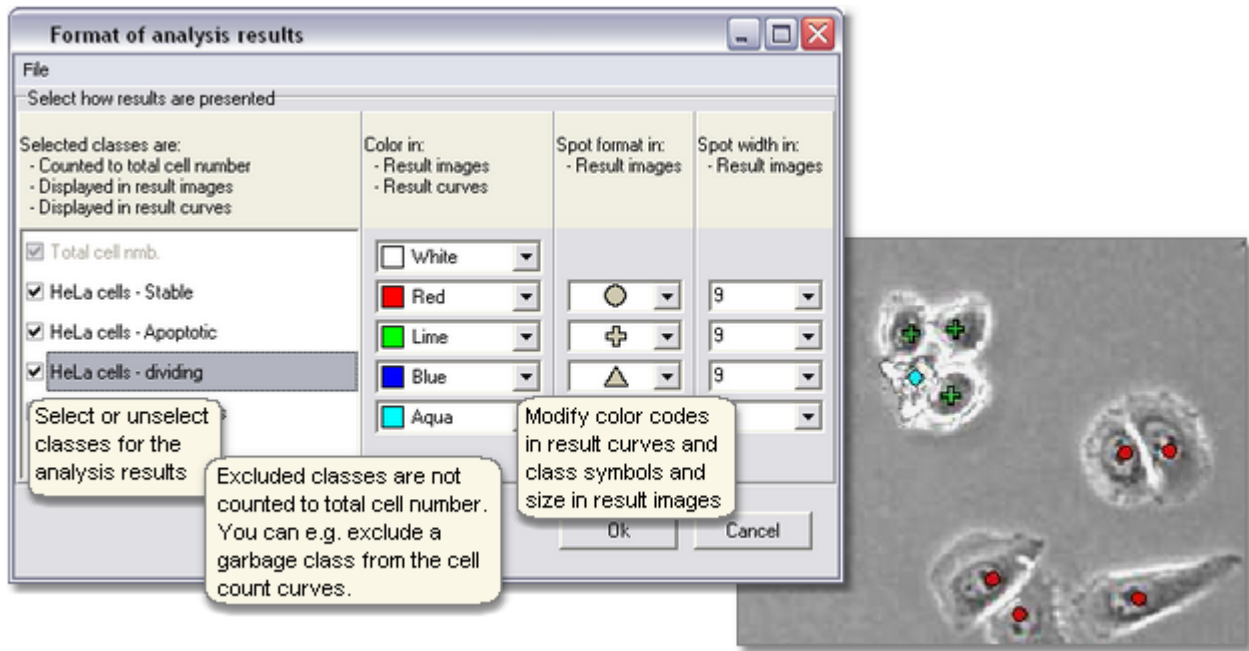 Format of analysis results
File
Select how results are presented
Selected classes are:
- Counted to total cell number
- Displayed in result images
- Displayed in result curves
Color in:
- Result images
- Result curves
Spot format in:
- Result images
Spot width in:
- Result images
Total cell nmb.
White
HeLa cells - Stable
Red
9
HeLa cells - Apoptotic
Lime
9
HeLa cells - dividing
Blue
9
Aqua
Select or unselect
classes for the
analysis results
Excluded classes are not
counted to total cell number.
You can e.g. exclude a
garbage class from the cell
count curves.
Modify color codes
in result curves and
class symbols and
size in result images
Ok
Cancel